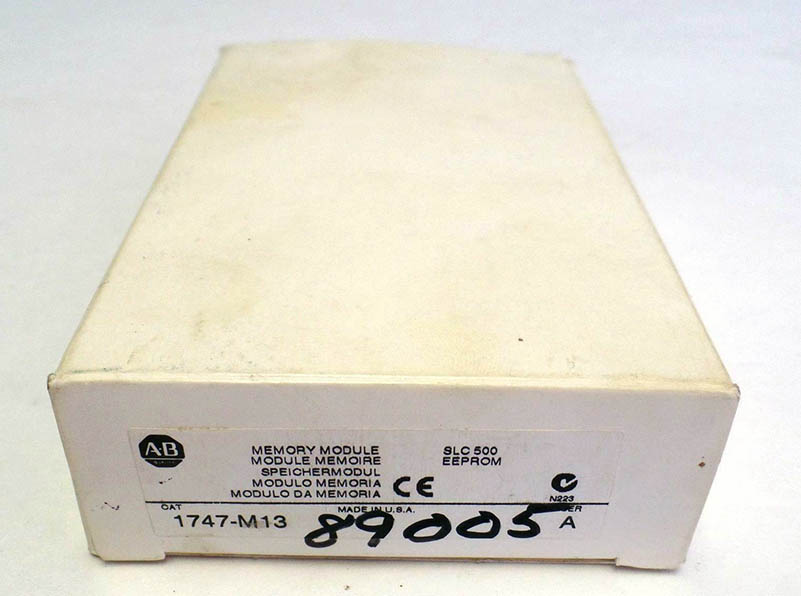 A-B
MEMORY MODULE SLC 500
MODULE MEMOIRE EEPROM
SPEICHERMODUL
MODULO MEMORIA CE
MODULO DA MEMORIA N223
CAT MADE IN U.S.A. SER
1747-M13 89005 A